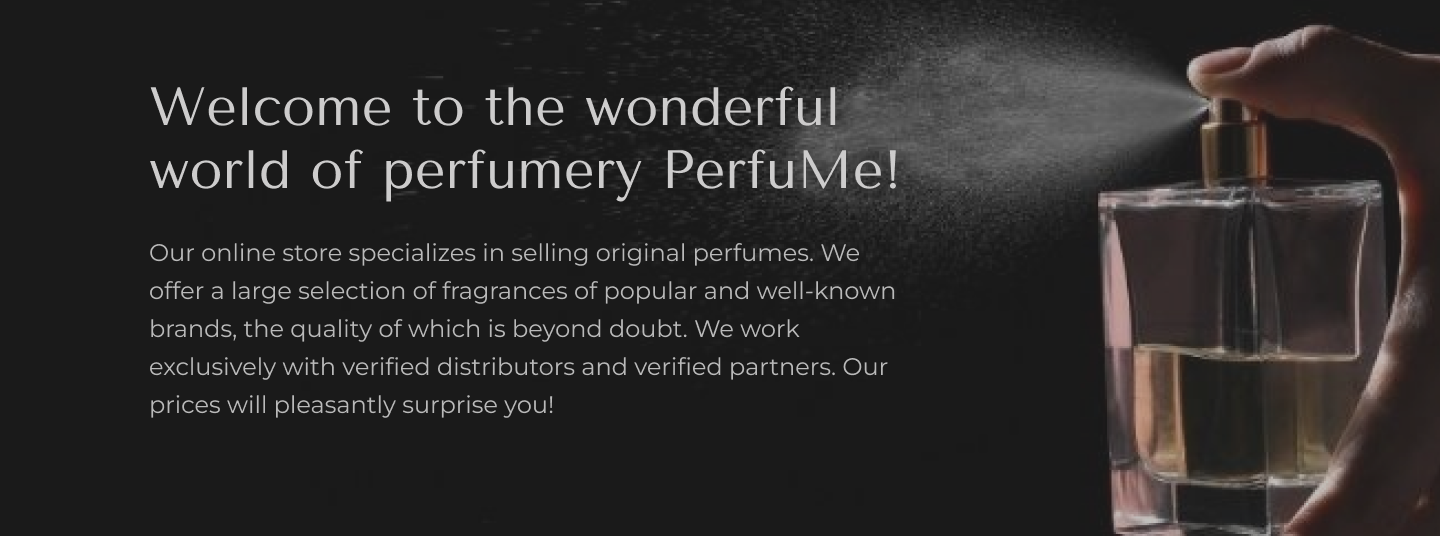 Welcome to the wonderful
world of perfumery PerfuMe!
Our online store specializes in selling original perfumes. We
offer a large selection of fragrances of popular and well-known
brands, the quality of which is beyond doubt. We work
exclusively with verified distributors and verified partners. Our
prices will pleasantly surprise you!